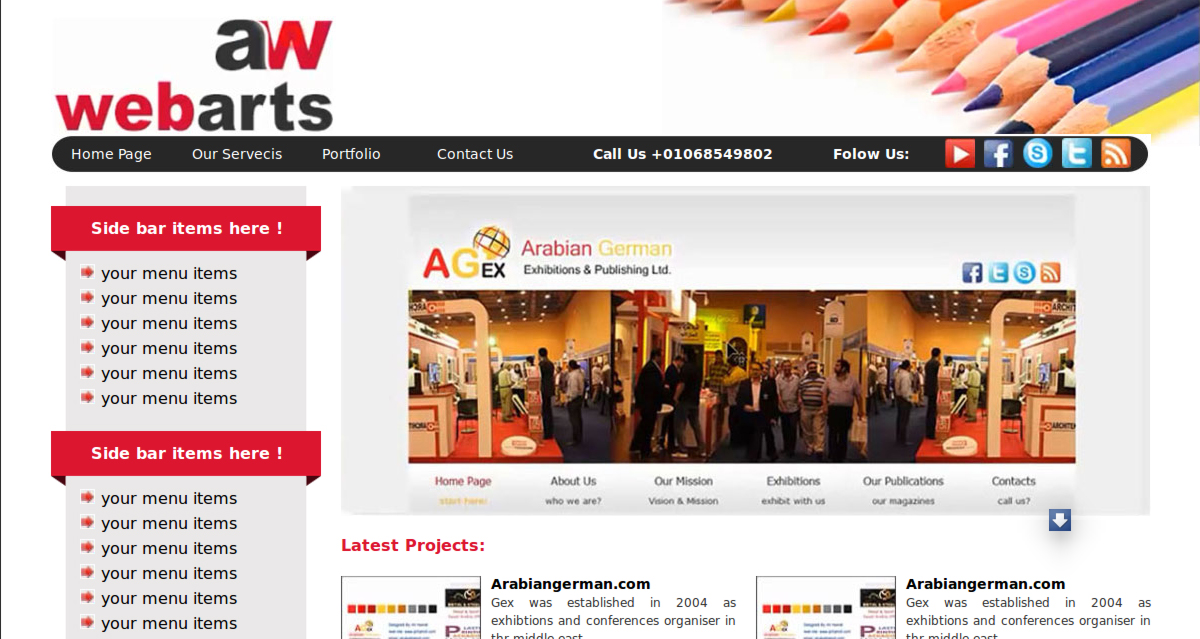 aw
webarts
Home Page Our Servecis Portfolio Contact Us Call Us +01068549802 Folow Us:
Side bar items here !
your menu items
your menu items
your menu items
your menu items
your menu items
your menu items
Side bar items here !
your menu items
your menu items
your menu items
your menu items
your menu items
your menu items
AGEX Arabian German
Exhibitions & Publishing Ltd.
Home Page About Us Our Mission Exhibitions Our Publications Contacts
start here! who we are? Vision & Mission exhibit with us our magazines call us?
Latest Projects:
Arabiangerman.com
Gex was established in 2004 as
exhibtions and conferences organiser in
thr middle east
Arabiangerman.com
Gex was established in 2004 as
exhibtions and conferences organiser in
thr middle east